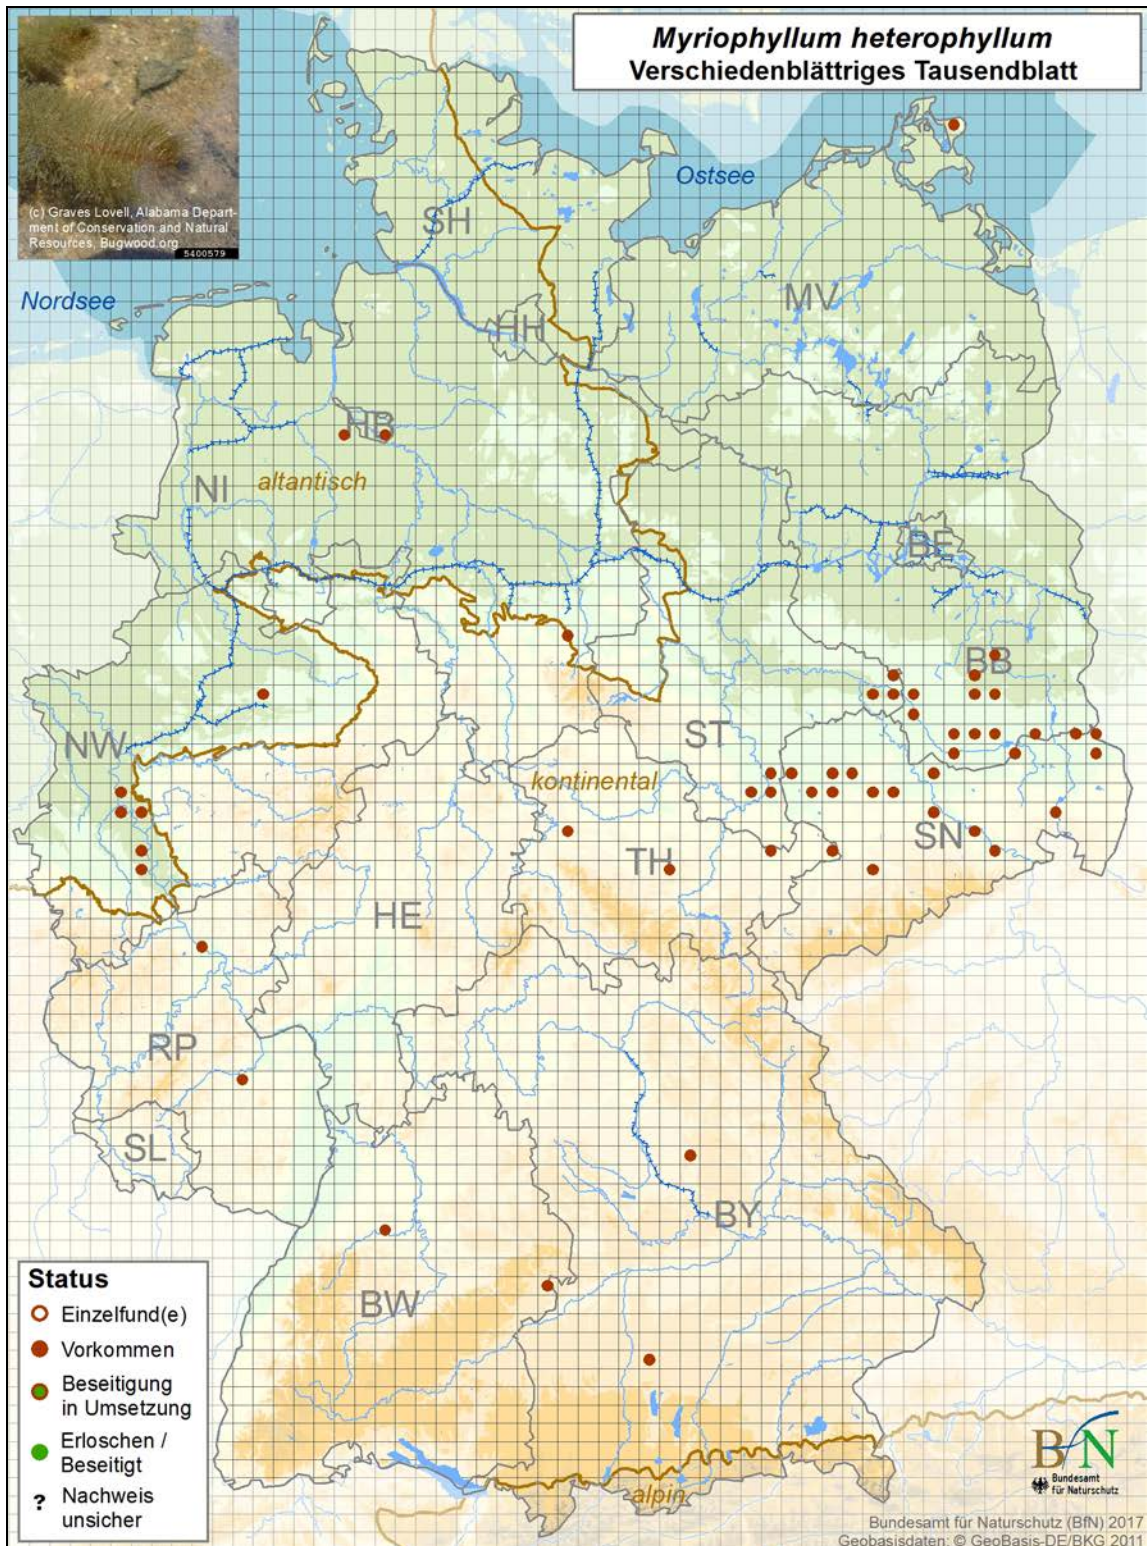 Myriophyllum heterophyllum
Verschiedenblättriges Tausendblatt
(c) Graves Lovell, Alabama Depart-
ment of Conservation and Natural
Resources, Bugwood.org
5400579
Ostsee
SH
Nordsee
MV
HH
HB
NI
altantisch
BE
BB
NW
ST
kontinental
SN
TH
HE
RP
SL
BY
BW
alpin
Status
Einzelfund(e)
Vorkommen
Beseitigung
in Umsetzung
Erloschen /
Beseitigt
? Nachweis
unsicher
BfN
Bundesamt
für Naturschutz
Bundesamt für Naturschutz (BfN) 2017
Geobasisdaten: © GeoBasis-DE/BKG 2011